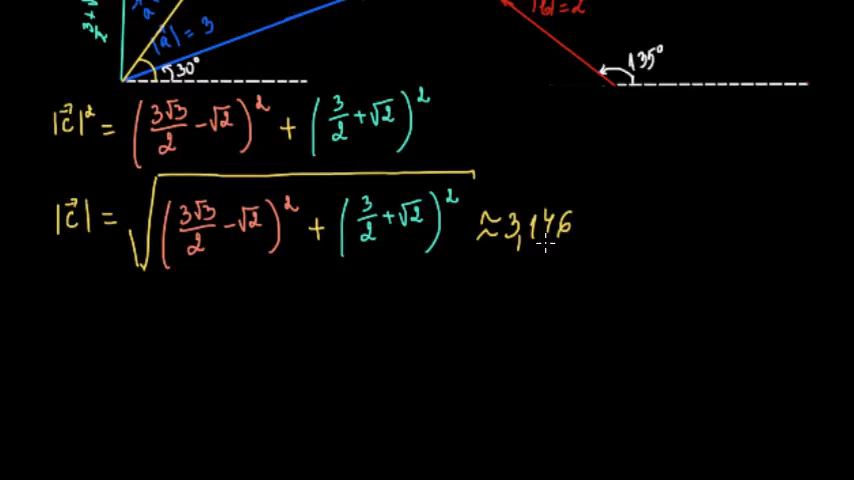 |a⃗| = 3
30°
135°
|c⃗|² = (3√3/2 − √2)² + (3/2 + √2)²
|c⃗| = √((3√3/2 − √2)² + (3/2 + √2)²) ≈ 3,146